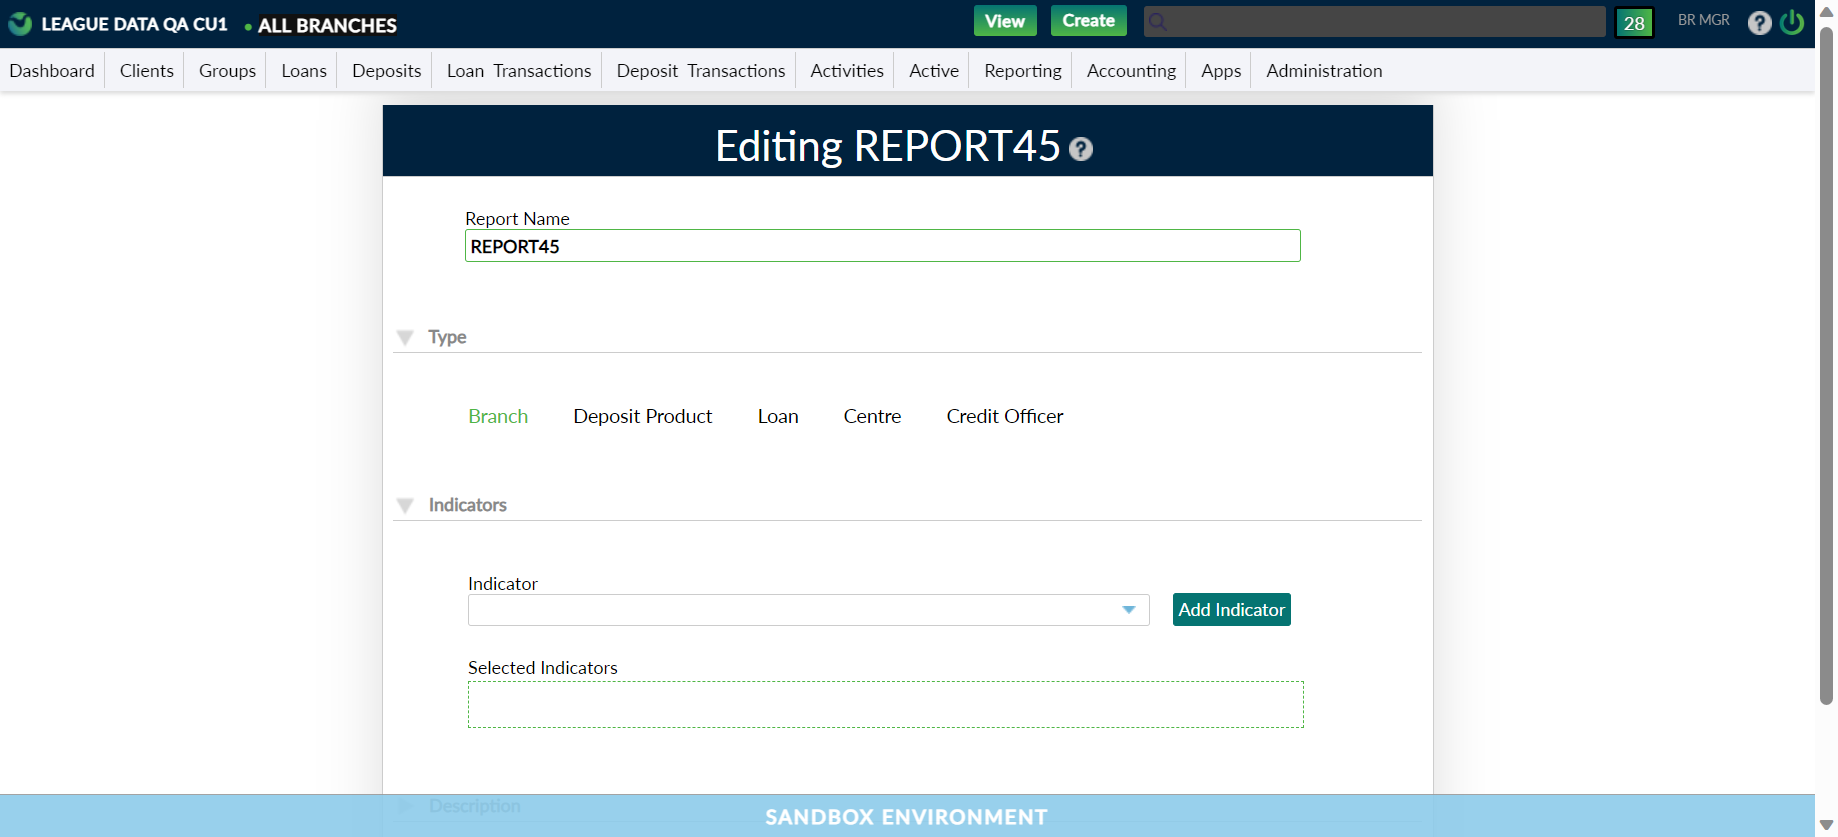 LEAGUE DATA QA CU1 • ALL BRANCHES View Create 28 BR MGR ?
Dashboard Clients Groups Loans Deposits Loan Transactions Deposit Transactions Activities Active Reporting Accounting Apps Administration
Editing REPORT45 ?
Report Name
REPORT45
Type
Branch Deposit Product Loan Centre Credit Officer
Indicators
Indicator
Add Indicator
Selected Indicators
Description
SANDBOX ENVIRONMENT